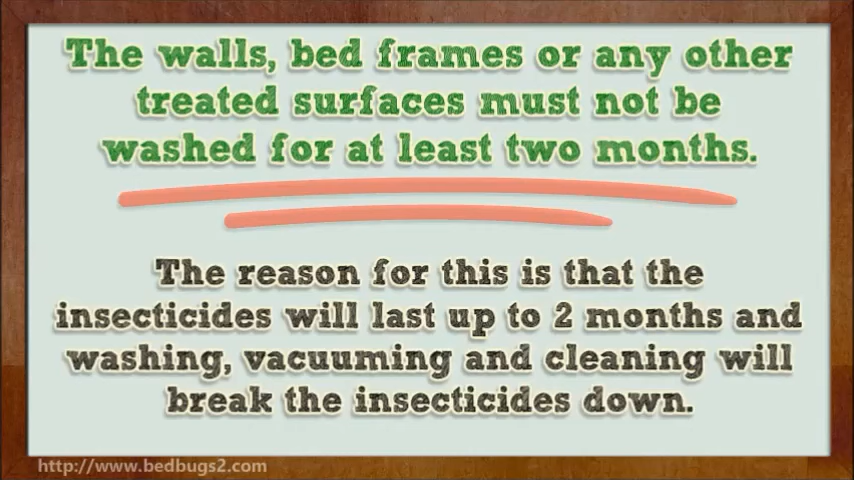 The walls, bed frames or any other
treated surfaces must not be
washed for at least two months.
The reason for this is that the
insecticides will last up to 2 months and
washing, vacuuming and cleaning will
break the insecticides down.
http://www.bedbugs2.com